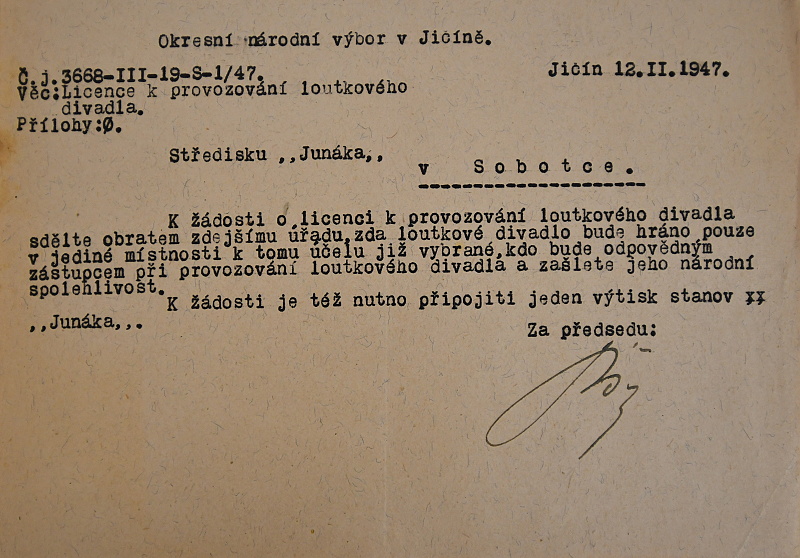 Okresní národní výbor v Jičíně.
Č.j.3668-III-19-S-1/47.
Jičín 12.II.1947.
Věc:Licence k provozování loutkového
divadla.
Přílohy:Ø.
Středisku ,,Junáka,,
v Sobotce.
K žádosti o licenci k provozování loutkového divadla
sdělte obratem zdejšímu úřadu,zda loutkové divadlo bude hráno pouze
v jediné místnosti k tomu účelu již vybrané,kdo bude odpovědným
zástupcem při provozování loutkového divadla a zašlete jeho národní
spolehlivost.
K žádosti je též nutno připojiti jeden výtisk stanov
,,Junáka,,.
Za předsedu: